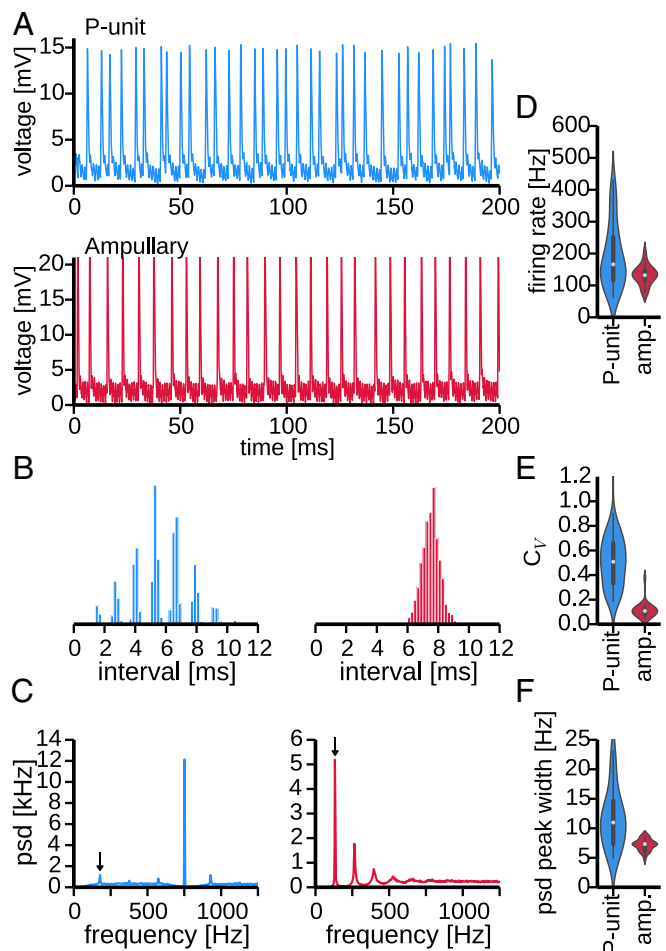 A
P-unit
15
10
5
0
voltage [mV]
0 50 100 150 200
Ampullary
20
15
10
5
0
voltage [mV]
0 50 100 150 200
time [ms]
B
0 2 4 6 8 10 12
interval [ms]
0 2 4 6 8 10 12
interval [ms]
C
14
12
10
8
6
4
2
0
psd [kHz]
0 500 1000
frequency [Hz]
6
5
4
3
2
1
0
0 500 1000
frequency [Hz]
D
600
500
400
300
200
100
0
firing rate [Hz]
P-unit
amp.
E
1.2
1.0
0.8
0.6
0.4
0.2
0.0
CV
P-unit
amp.
F
25
20
15
10
5
0
psd peak width [Hz]
P-unit
amp.